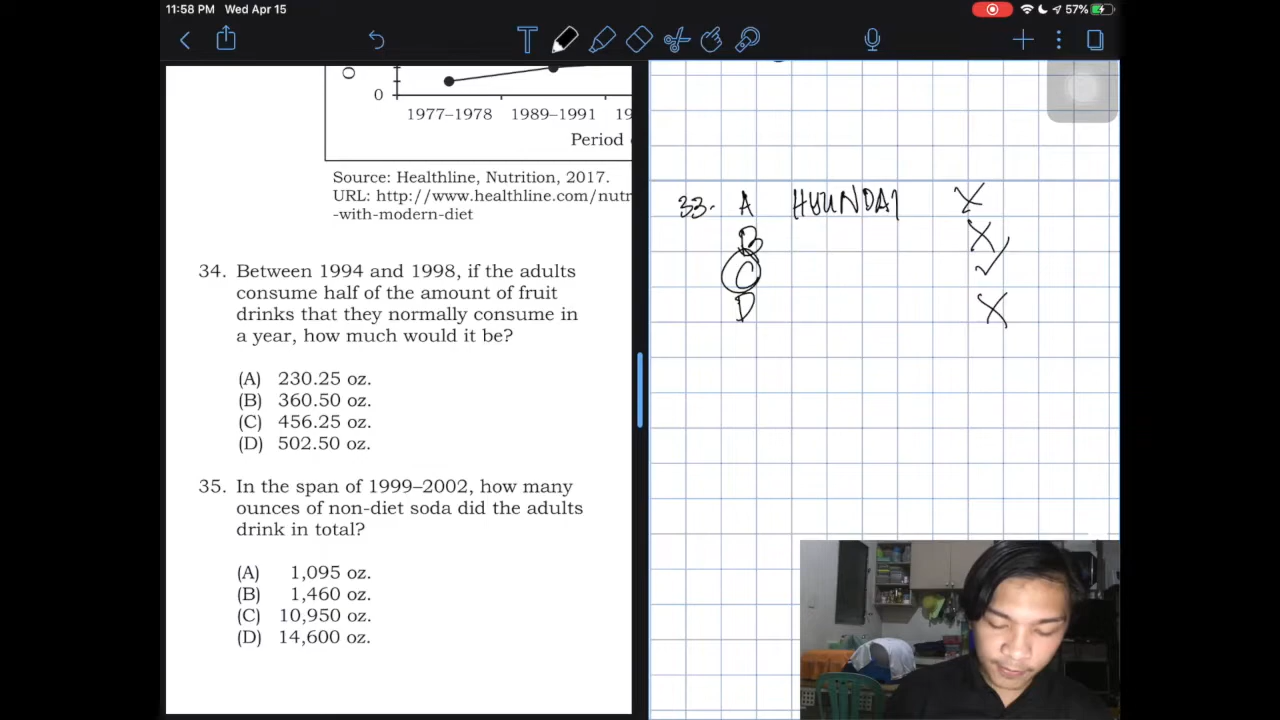 11:58 PM Wed Apr 15
57%
T
0
1977–1978 1989–1991 19
Period
Source: Healthline, Nutrition, 2017.
URL: http://www.healthline.com/nutr
-with-modern-diet
34. Between 1994 and 1998, if the adults
consume half of the amount of fruit
drinks that they normally consume in
a year, how much would it be?
(A) 230.25 oz.
(B) 360.50 oz.
(C) 456.25 oz.
(D) 502.50 oz.
35. In the span of 1999–2002, how many
ounces of non-diet soda did the adults
drink in total?
(A) 1,095 oz.
(B) 1,460 oz.
(C) 10,950 oz.
(D) 14,600 oz.
33. A HYUNDAI X
B X
C ✓
D X